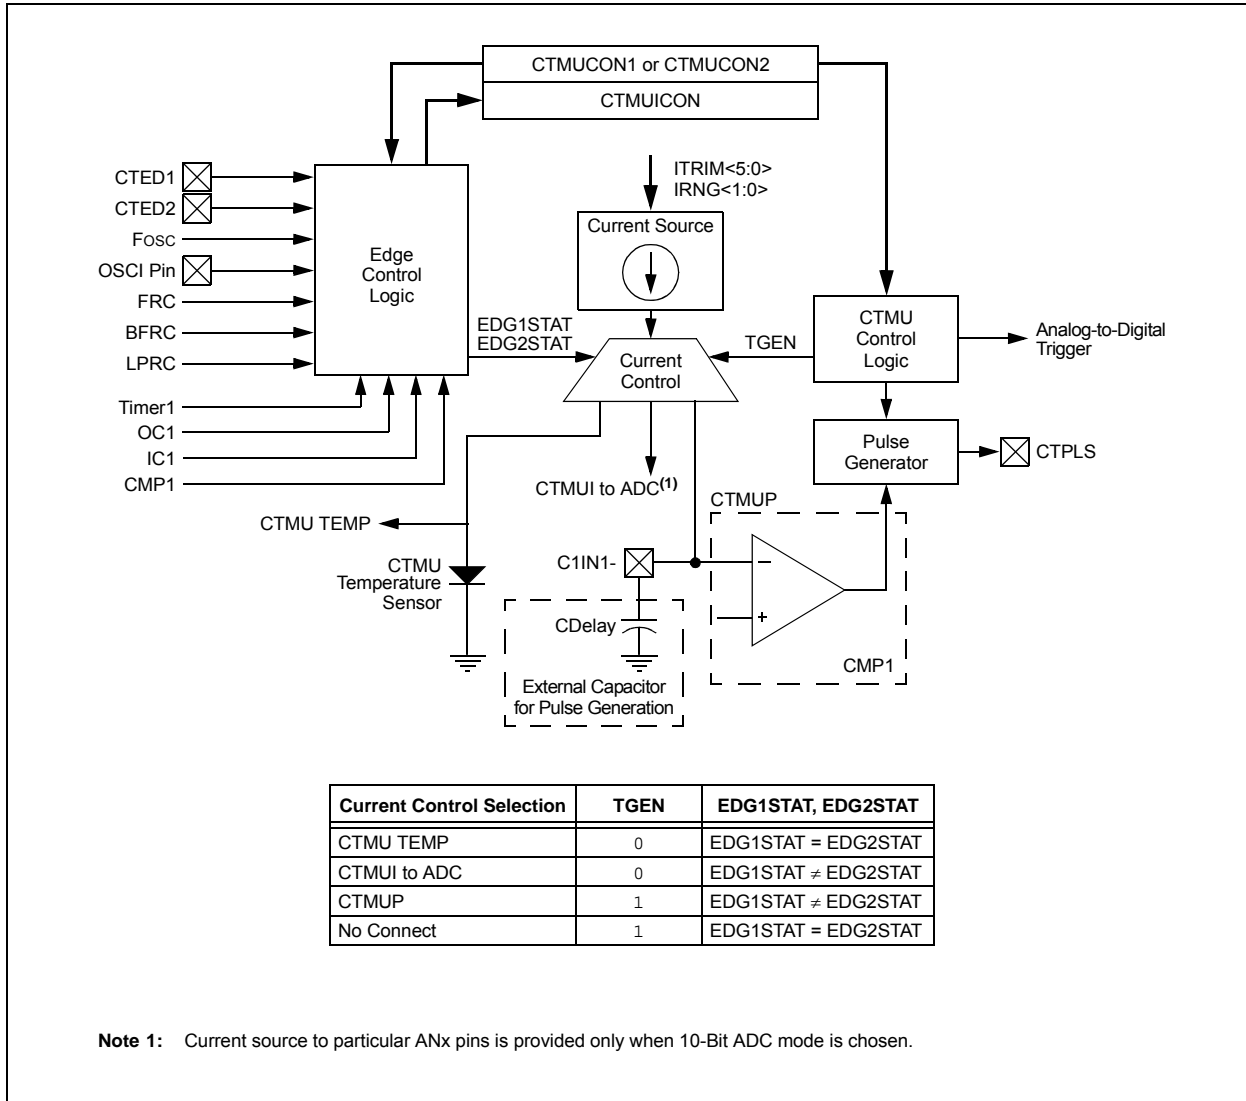 CTMUCON1 or CTMUCON2
CTMUICON
ITRIM<5:0>
IRNG<1:0>
CTED1
CTED2
FOSC
OSCI Pin
FRC
BFRC
LPRC
Timer1
OC1
IC1
CMP1
Edge
Control
Logic
Current Source
EDG1STAT
EDG2STAT
Current
Control
TGEN
CTMU
Control
Logic
Analog-to-Digital
Trigger
Pulse
Generator
CTPLS
CTMUI to ADC(1)
CTMUP
CTMU TEMP
CTMU
Temperature
Sensor
C1IN1-
CDelay
External Capacitor
for Pulse Generation
–
+
CMP1
Current Control Selection TGEN EDG1STAT, EDG2STAT
CTMU TEMP 0 EDG1STAT = EDG2STAT
CTMUI to ADC 0 EDG1STAT ≠ EDG2STAT
CTMUP 1 EDG1STAT ≠ EDG2STAT
No Connect 1 EDG1STAT = EDG2STAT
Note 1: Current source to particular ANx pins is provided only when 10-Bit ADC mode is chosen.